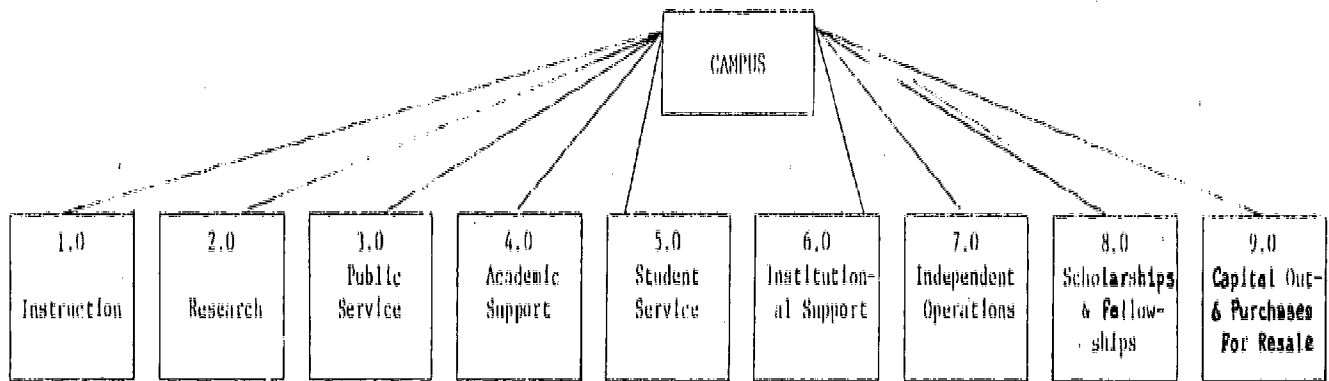 CAMPUS
1.0
Instruction
2.0
Research
3.0
Public
Service
4.0
Academic
Support
5.0
Student
Service
6.0
Institution-
al Support
7.0
Independent
Operations
8.0
Scholarships
& Fellow-
ships
9.0
Capital Out-
& Purchases
For Resale